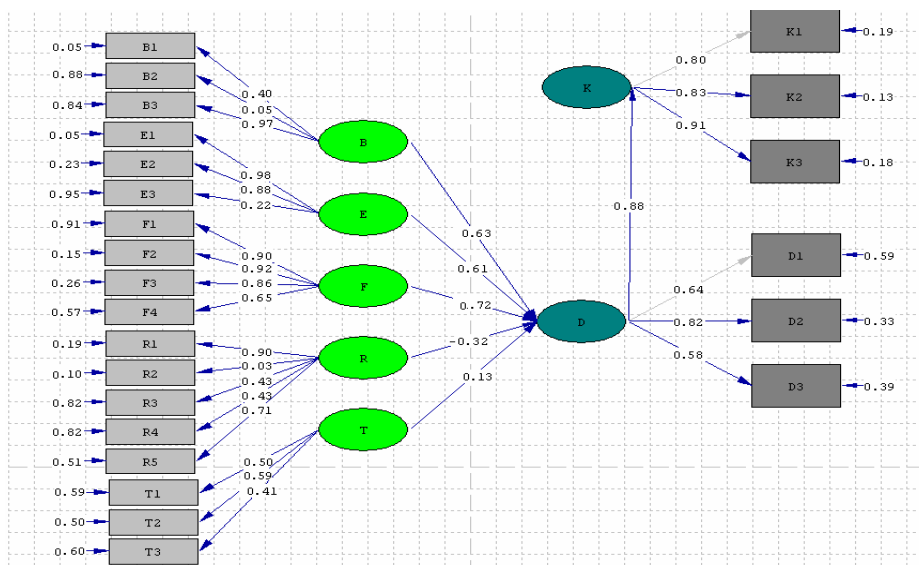 0.05 B1
0.88 B2
0.84 B3
0.05 E1
0.23 E2
0.95 E3
0.91 F1
0.15 F2
0.26 F3
0.57 F4
0.19 R1
0.10 R2
0.82 R3
0.82 R4
0.51 R5
0.59 T1
0.50 T2
0.60 T3
0.40
0.05
0.97
0.98
0.88
0.22
0.90
0.92
0.86
0.65
0.90
0.03
0.43
0.43
0.71
0.50
0.59
0.41
B
E
F
R
T
0.63
0.61
0.72
-0.32
0.13
K
D
0.88
0.80
0.83
0.91
0.64
0.82
0.58
K1 0.19
K2 0.13
K3 0.18
D1 0.59
D2 0.33
D3 0.39